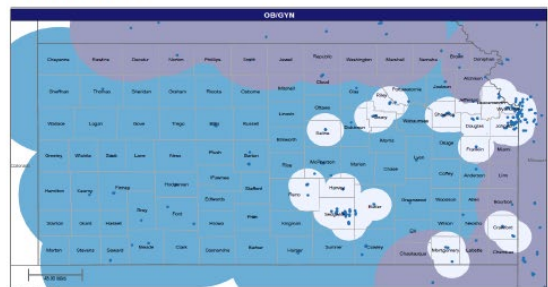 OB/GYN
Cheyenne Rawlins Decatur Norton Phillips Smith Jewell Republic Washington Marshall Nemaha Brown Doniphan
Sherman Thomas Sheridan Graham Rooks Osborne Mitchell Cloud Clay Riley Pottawatomie Jackson Atchison
Wallace Logan Gove Trego Ellis Russell Lincoln Ottawa Saline Dickinson Geary Wabaunsee Shawnee Douglas
Greeley Wichita Scott Lane Ness Rush Barton Ellsworth Rice McPherson Marion Morris Chase Lyon Osage Franklin Miami
Hamilton Kearny Finney Hodgeman Pawnee Stafford Reno Harvey Greenwood Coffey Anderson Linn
Stanton Grant Haskell Gray Ford Edwards Kiowa Pratt Kingman Sedgwick Butler Woodson Allen Bourbon
Morton Stevens Seward Meade Clark Comanche Barber Harper Sumner Cowley Elk Chautauqua Wilson Neosho Montgomery Labette Crawford Cherokee